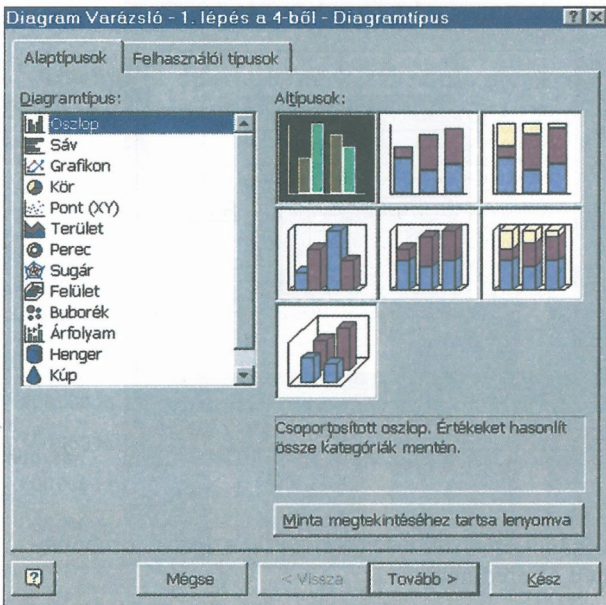 Diagram Varázsló - 1. lépés a 4-ből - Diagramtípus
Alaptípusok
Felhasználói típusok
Diagramtípus:
Oszlop
Sáv
Grafikon
Kör
Pont (XY)
Terület
Perec
Sugár
Felület
Buborék
Árfolyam
Henger
Kúp
Altípusok:
Csoportosított oszlop. Értékeket hasonlít
össze kategóriák mentén.
Minta megtekintéséhez tartsa lenyomva
Mégse
< Vissza
Tovább >
Kész